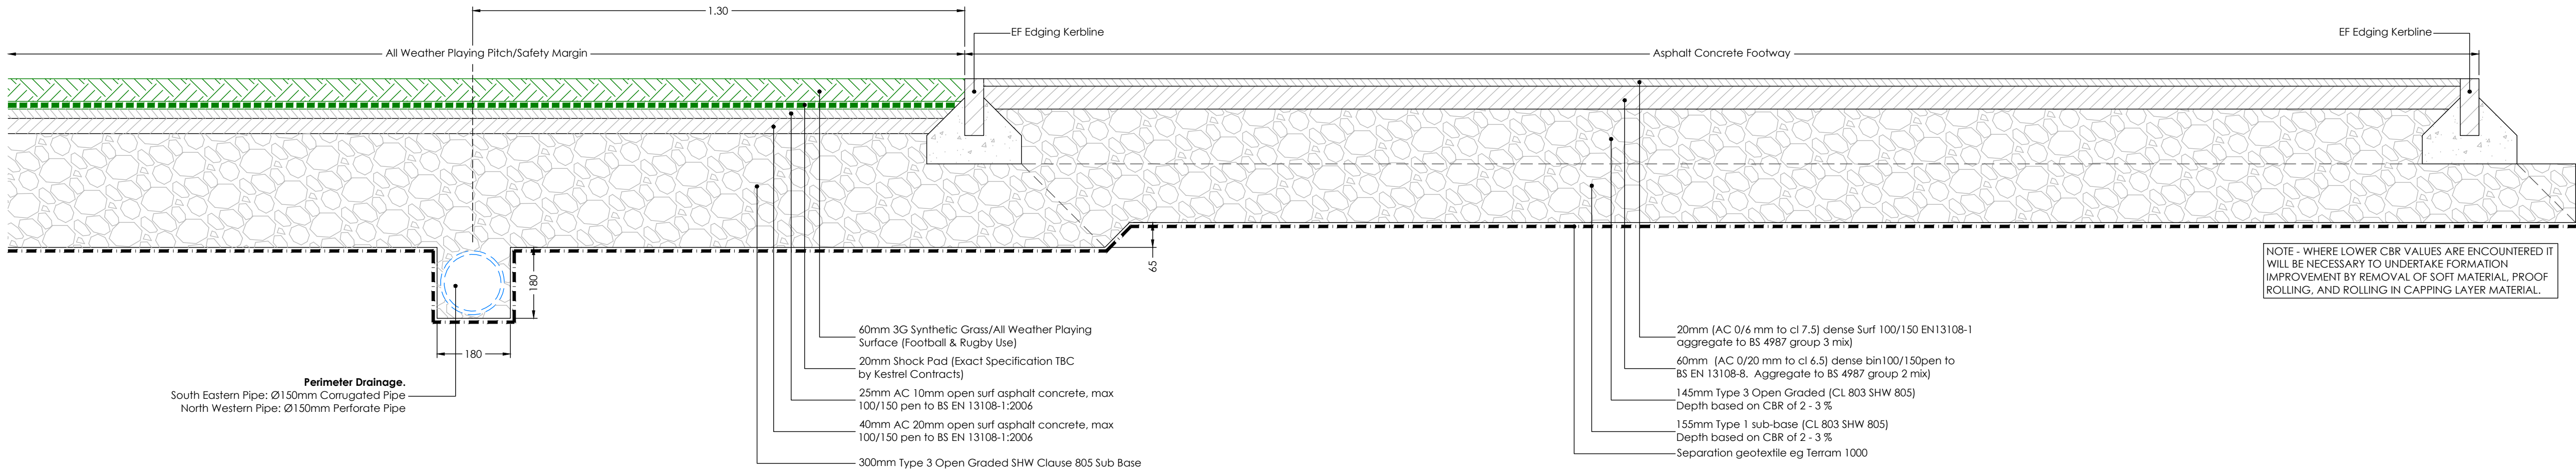 1.30
EF Edging Kerbline
EF Edging Kerbline
All Weather Playing Pitch/Safety Margin
Asphalt Concrete Footway
65
180
180
NOTE - WHERE LOWER CBR VALUES ARE ENCOUNTERED IT
WILL BE NECESSARY TO UNDERTAKE FORMATION
IMPROVEMENT BY REMOVAL OF SOFT MATERIAL, PROOF
ROLLING, AND ROLLING IN CAPPING LAYER MATERIAL.
Perimeter Drainage.
South Eastern Pipe: Ø150mm Corrugated Pipe
North Western Pipe: Ø150mm Perforate Pipe
60mm 3G Synthetic Grass/All Weather Playing
Surface (Football & Rugby Use)
20mm Shock Pad (Exact Specification TBC
by Kestrel Contracts)
25mm AC 10mm open surf asphalt concrete, max
100/150 pen to BS EN 13108-1:2006
40mm AC 20mm open surf asphalt concrete, max
100/150 pen to BS EN 13108-1:2006
300mm Type 3 Open Graded SHW Clause 805 Sub Base
20mm (AC 0/6 mm to cl 7.5) dense Surf 100/150 EN13108-1
aggregate to BS 4987 group 3 mix)
60mm (AC 0/20 mm to cl 6.5) dense bin100/150pen to
BS EN 13108-8. Aggregate to BS 4987 group 2 mix)
145mm Type 3 Open Graded (CL 803 SHW 805)
Depth based on CBR of 2 - 3 %
155mm Type 1 sub-base (CL 803 SHW 805)
Depth based on CBR of 2 - 3 %
Separation geotextile eg Terram 1000